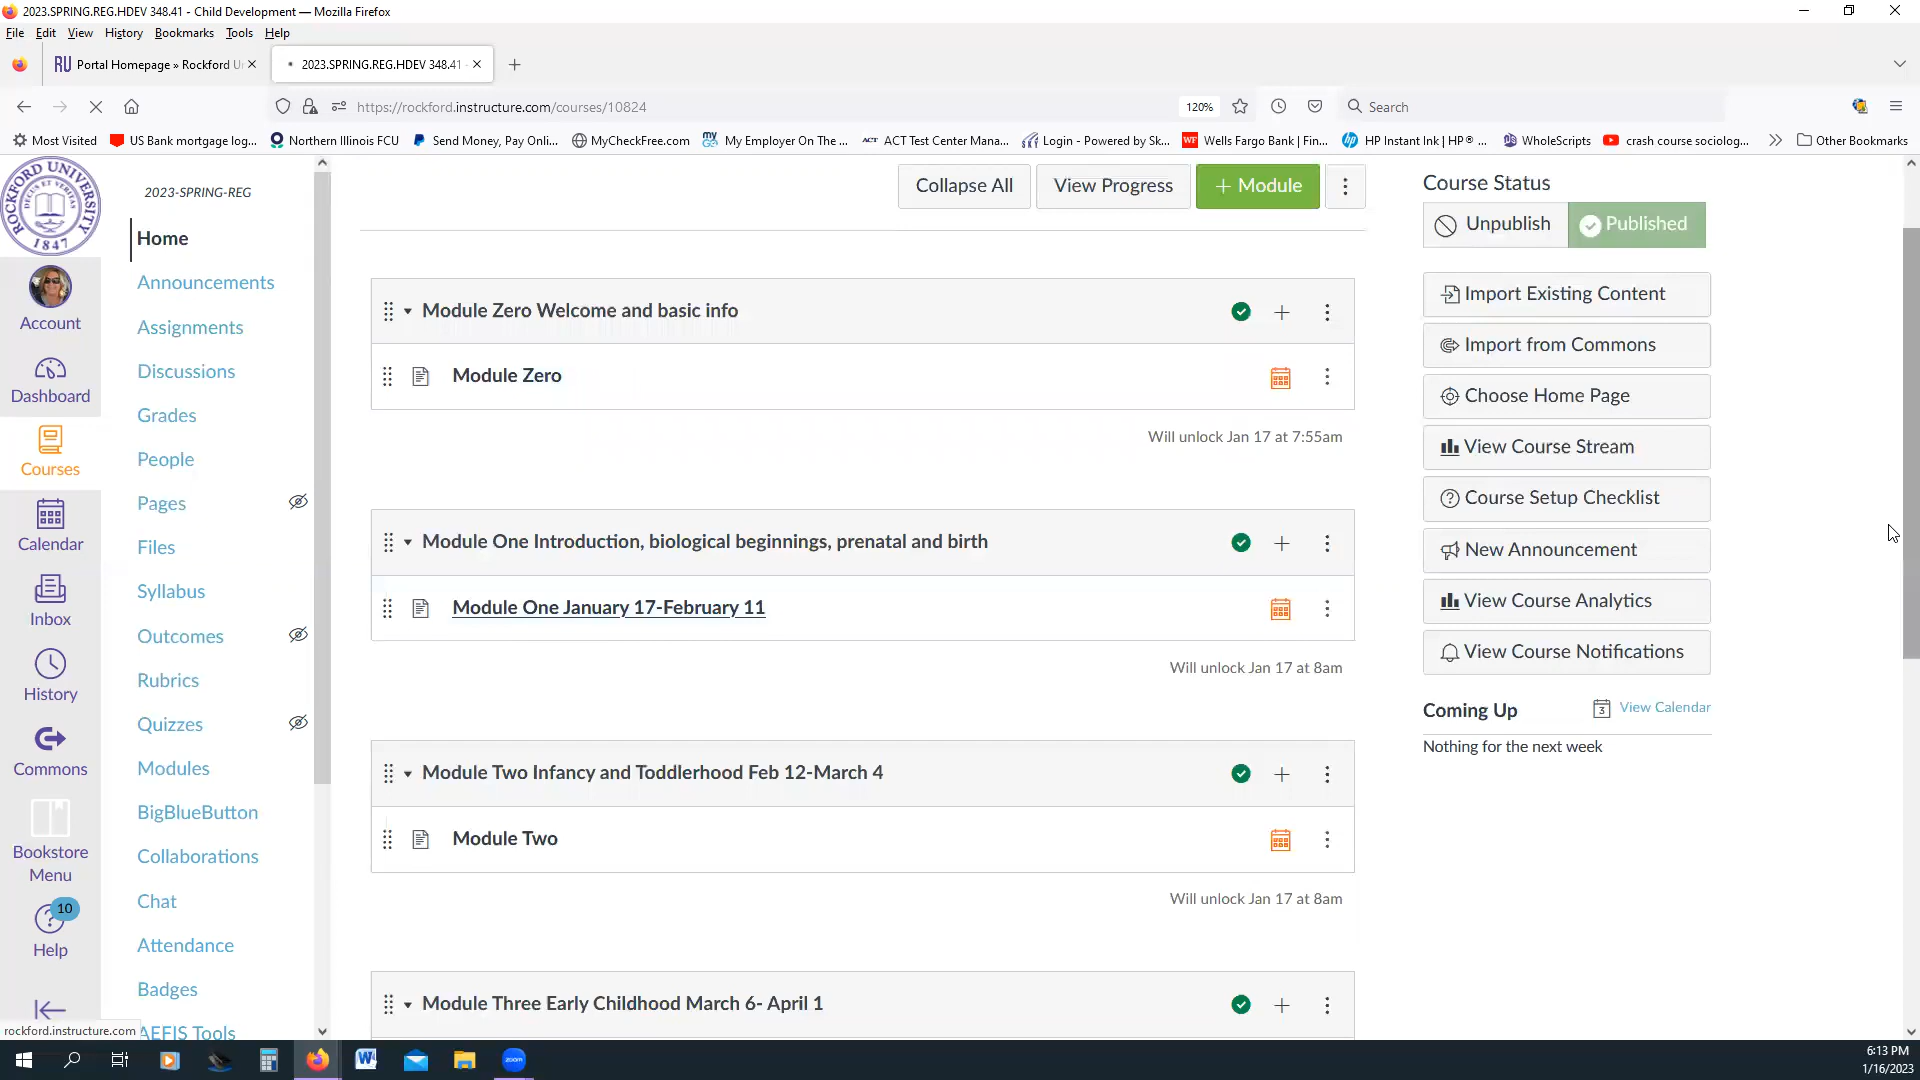 2023.SPRING.REG.HDEV 348.41 - Child Development — Mozilla Firefox
File Edit View History Bookmarks Tools Help
RU Portal Homepage » Rockford U
2023.SPRING.REG.HDEV 348.41 -
https://rockford.instructure.com/courses/10824
120%
Search
Most Visited
US Bank mortgage log...
Northern Illinois FCU
Send Money, Pay Onli...
MyCheckFree.com
My Employer On The ...
ACT Test Center Mana...
Login - Powered by Sk...
Wells Fargo Bank | Fin...
HP Instant Ink | HP® ...
WholeScripts
crash course sociolog...
Other Bookmarks
ROCKFORD UNIVERSITY
1847
Account
Dashboard
Courses
Calendar
Inbox
History
Commons
Bookstore
Menu
10
Help
2023-SPRING-REG
Home
Announcements
Assignments
Discussions
Grades
People
Pages
Files
Syllabus
Outcomes
Rubrics
Quizzes
Modules
BigBlueButton
Collaborations
Chat
Attendance
Badges
AEFIS Tools
rockford.instructure.com
Collapse All
View Progress
+ Module
Module Zero Welcome and basic info
Module Zero
Will unlock Jan 17 at 7:55am
Module One Introduction, biological beginnings, prenatal and birth
Module One January 17-February 11
Will unlock Jan 17 at 8am
Module Two Infancy and Toddlerhood Feb 12-March 4
Module Two
Will unlock Jan 17 at 8am
Module Three Early Childhood March 6- April 1
Course Status
Unpublish
Published
Import Existing Content
Import from Commons
Choose Home Page
View Course Stream
Course Setup Checklist
New Announcement
View Course Analytics
View Course Notifications
Coming Up
3 View Calendar
Nothing for the next week
zoom
6:13 PM
1/16/2023